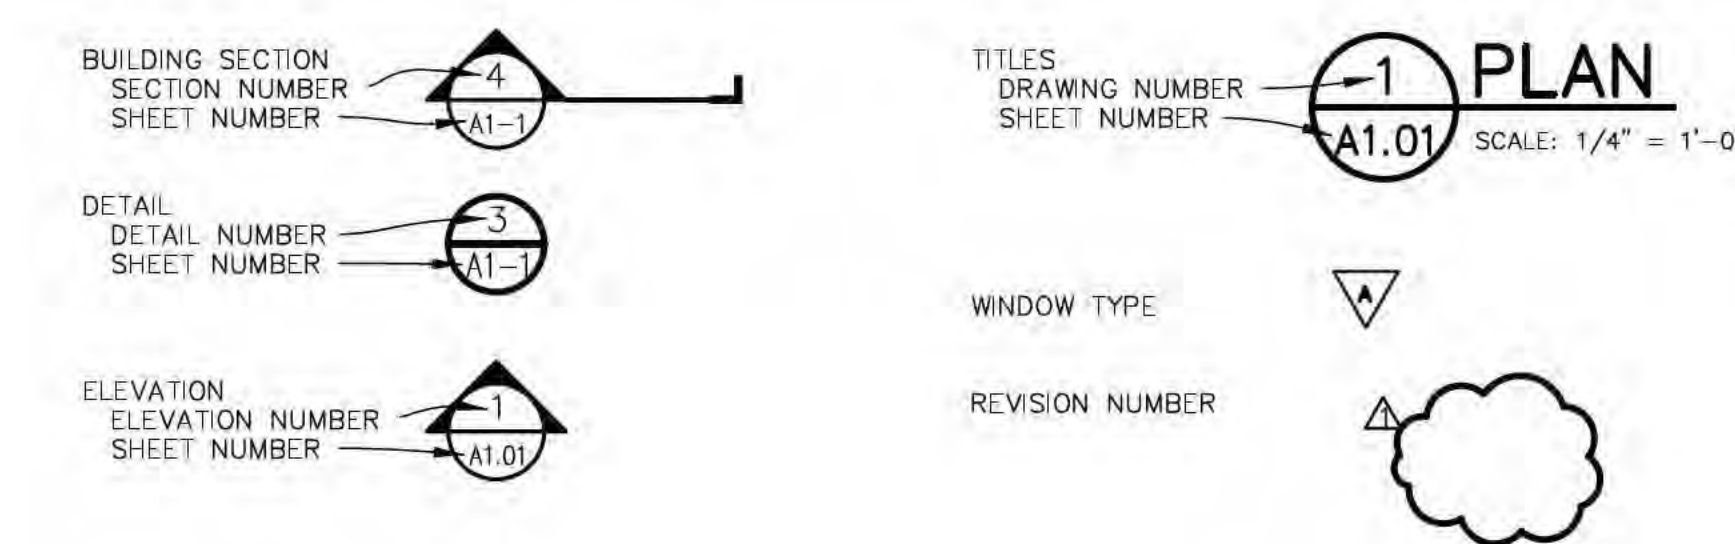 BUILDING SECTION
SECTION NUMBER
SHEET NUMBER
4
A1-1
DETAIL
DETAIL NUMBER
SHEET NUMBER
3
A1-1
ELEVATION
ELEVATION NUMBER
SHEET NUMBER
1
A1.01
TITLES
DRAWING NUMBER
SHEET NUMBER
1
A1.01
PLAN
SCALE: 1/4" = 1'-0
WINDOW TYPE
A
REVISION NUMBER
1